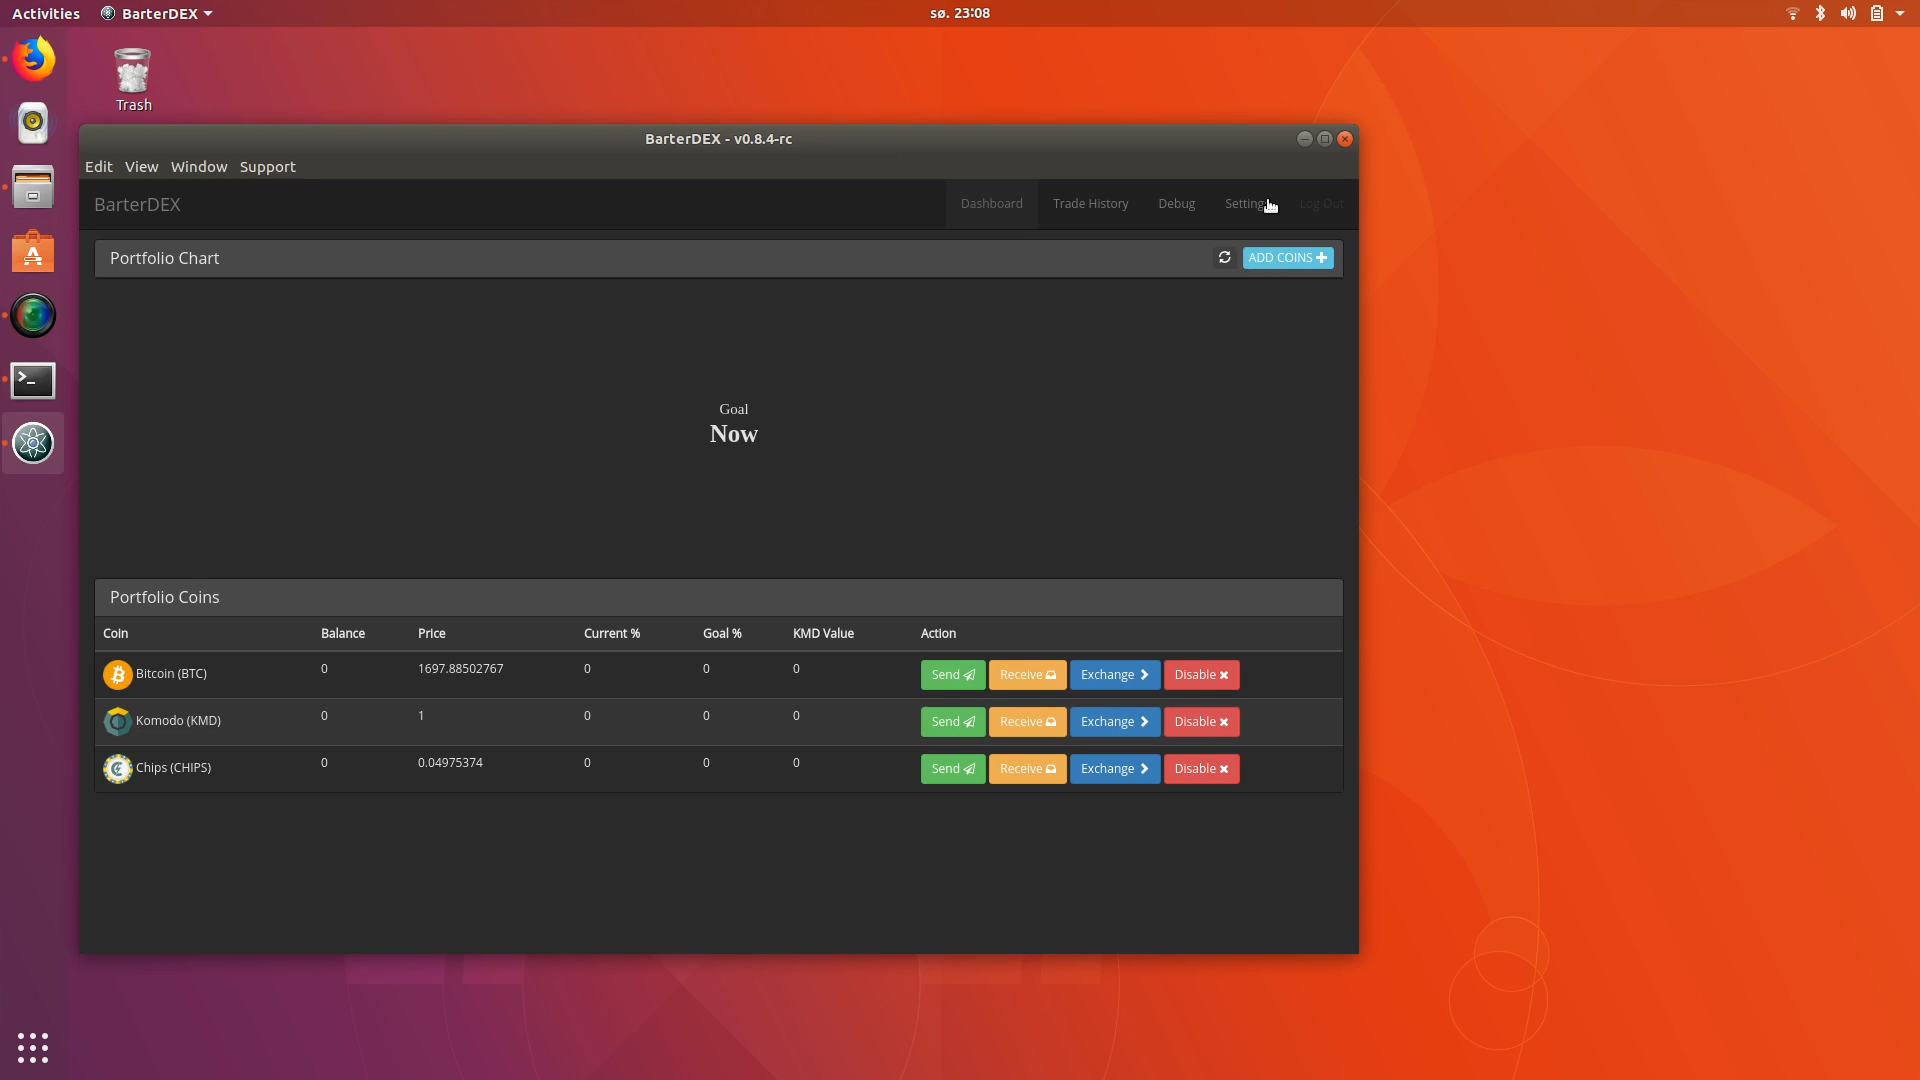 Activities BarterDEX sø. 23:08
Trash
BarterDEX - v0.8.4-rc
Edit View Window Support
BarterDEX Dashboard Trade History Debug Settings Log Out
Portfolio Chart ADD COINS
Goal
Now
Portfolio Coins
Coin Balance Price Current % Goal % KMD Value Action
Bitcoin (BTC) 0 1697.88502767 0 0 0 Send Receive Exchange Disable
Komodo (KMD) 0 1 0 0 0 Send Receive Exchange Disable
Chips (CHIPS) 0 0.04975374 0 0 0 Send Receive Exchange Disable